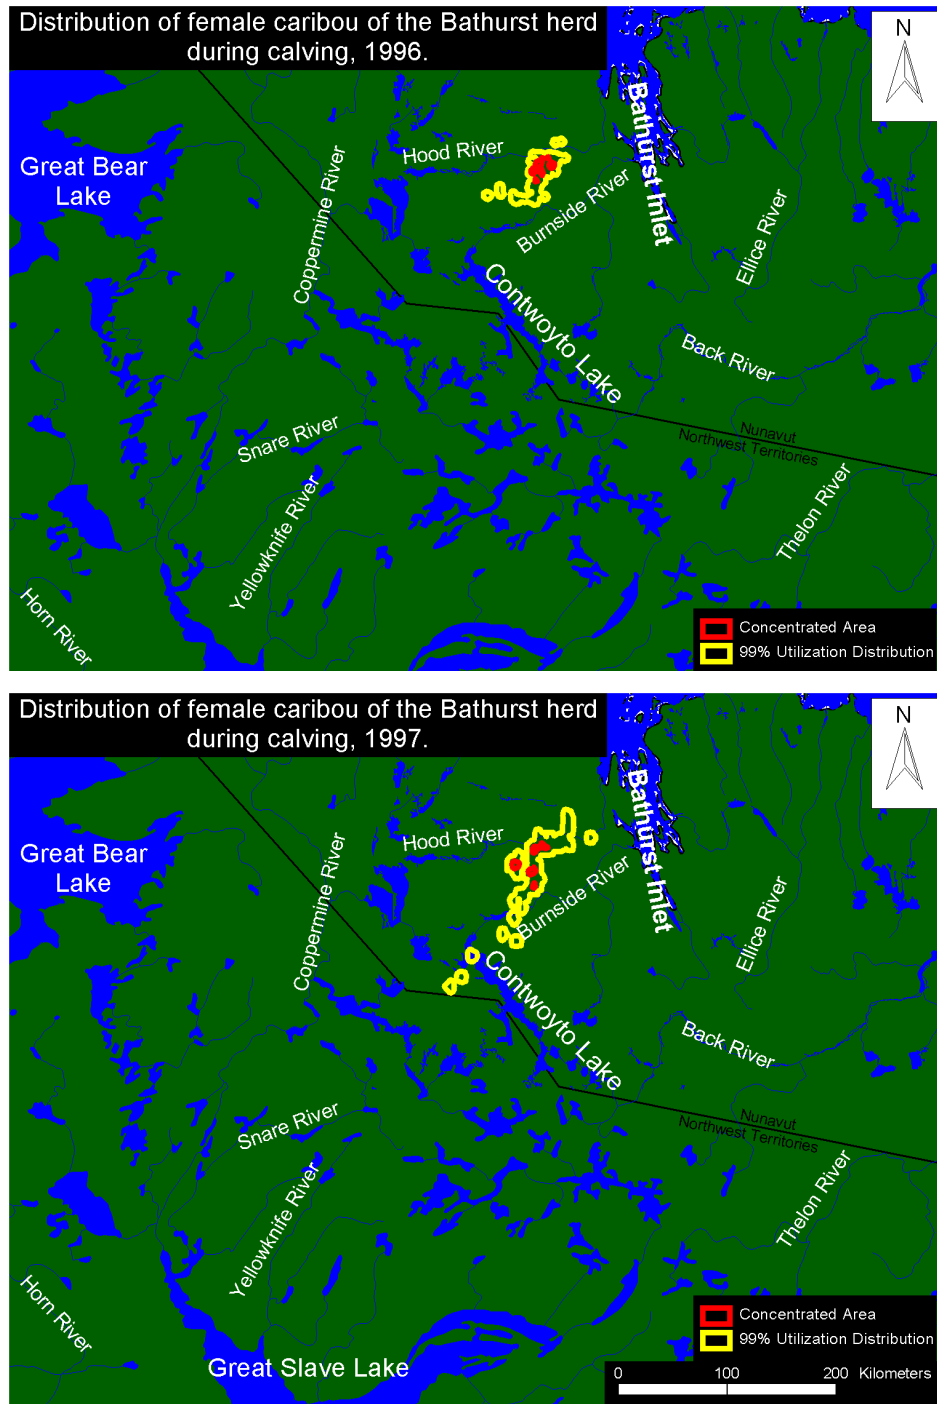 Distribution of female caribou of the Bathurst herd
during calving, 1996.
N
Great Bear
Lake
Coppermine River
Hood River
Burnside River
Bathurst Inlet
Ellice River
Contwoyto Lake
Back River
Nunavut
Northwest Territories
Snare River
Yellowknife River
Thelon River
Horn River
Concentrated Area
99% Utilization Distribution
Distribution of female caribou of the Bathurst herd
during calving, 1997.
N
Great Bear
Lake
Coppermine River
Hood River
Burnside River
Bathurst Inlet
Ellice River
Contwoyto Lake
Back River
Nunavut
Northwest Territories
Snare River
Yellowknife River
Thelon River
Horn River
Great Slave Lake
Concentrated Area
99% Utilization Distribution
0 100 200 Kilometers